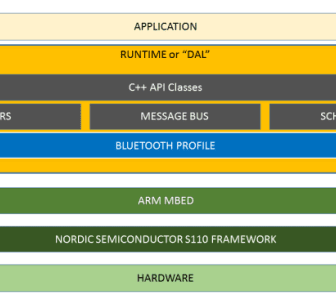 APPLICATION
RUNTIME or "DAL"
C++ API Classes
RS MESSAGE BUS SCH
BLUETOOTH PROFILE
ARM MBED
NORDIC SEMICONDUCTOR S110 FRAMEWORK
HARDWARE